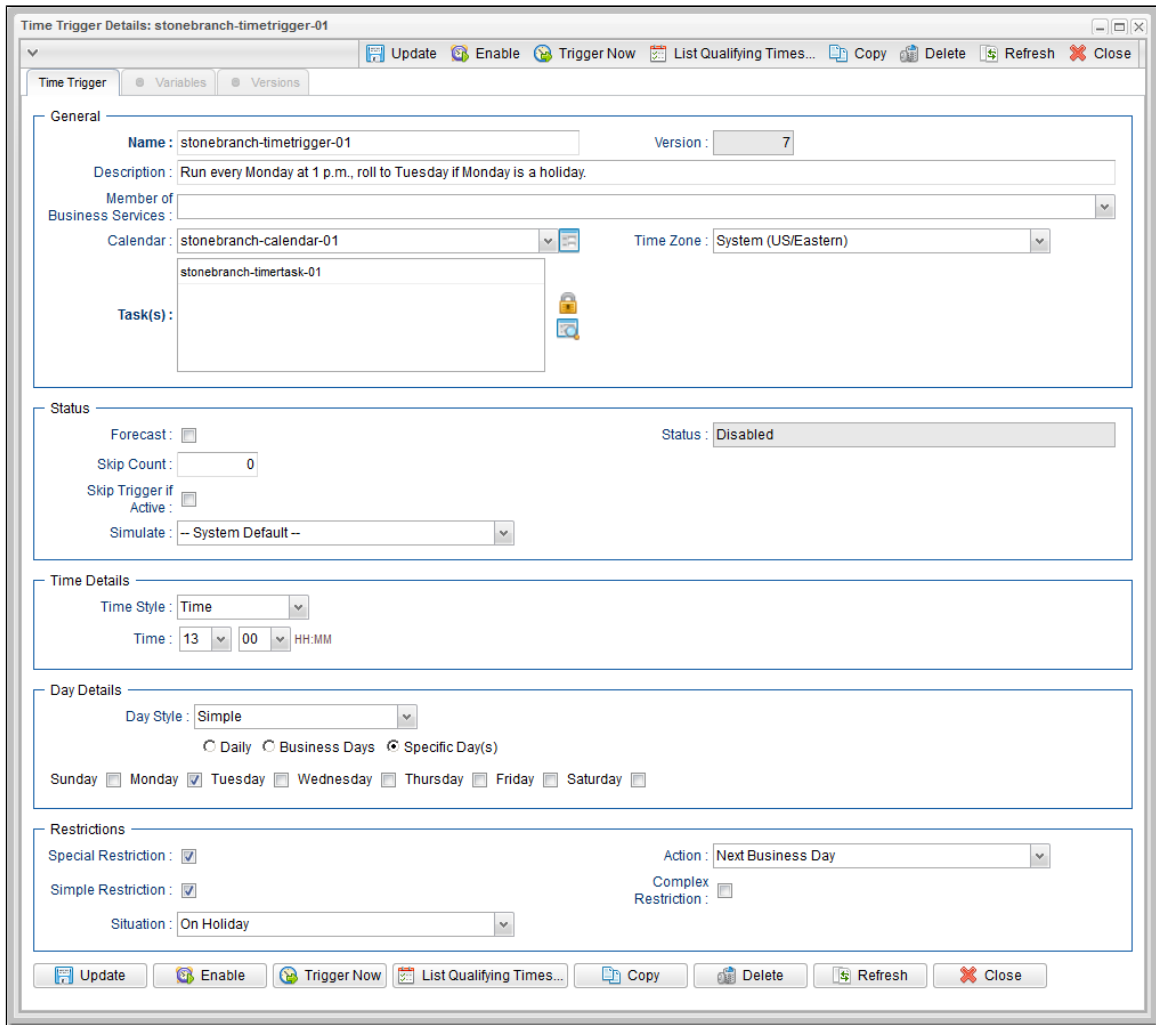 Time Trigger Details: stonebranch-timetrigger-01
Update Enable Trigger Now List Qualifying Times... Copy Delete Refresh Close
Time Trigger Variables Versions
General
Name : stonebranch-timetrigger-01 Version : 7
Description : Run every Monday at 1 p.m., roll to Tuesday if Monday is a holiday.
Member of
Business Services :
Calendar : stonebranch-calendar-01 Time Zone : System (US/Eastern)
stonebranch-timertask-01
Task(s) :
Status
Forecast : Status : Disabled
Skip Count : 0
Skip Trigger if
Active :
Simulate : -- System Default --
Time Details
Time Style : Time
Time : 13 00 HH:MM
Day Details
Day Style : Simple
Daily Business Days Specific Day(s)
Sunday Monday Tuesday Wednesday Thursday Friday Saturday
Restrictions
Special Restriction : Action : Next Business Day
Simple Restriction : Complex
Restriction :
Situation : On Holiday
Update Enable Trigger Now List Qualifying Times... Copy Delete Refresh Close